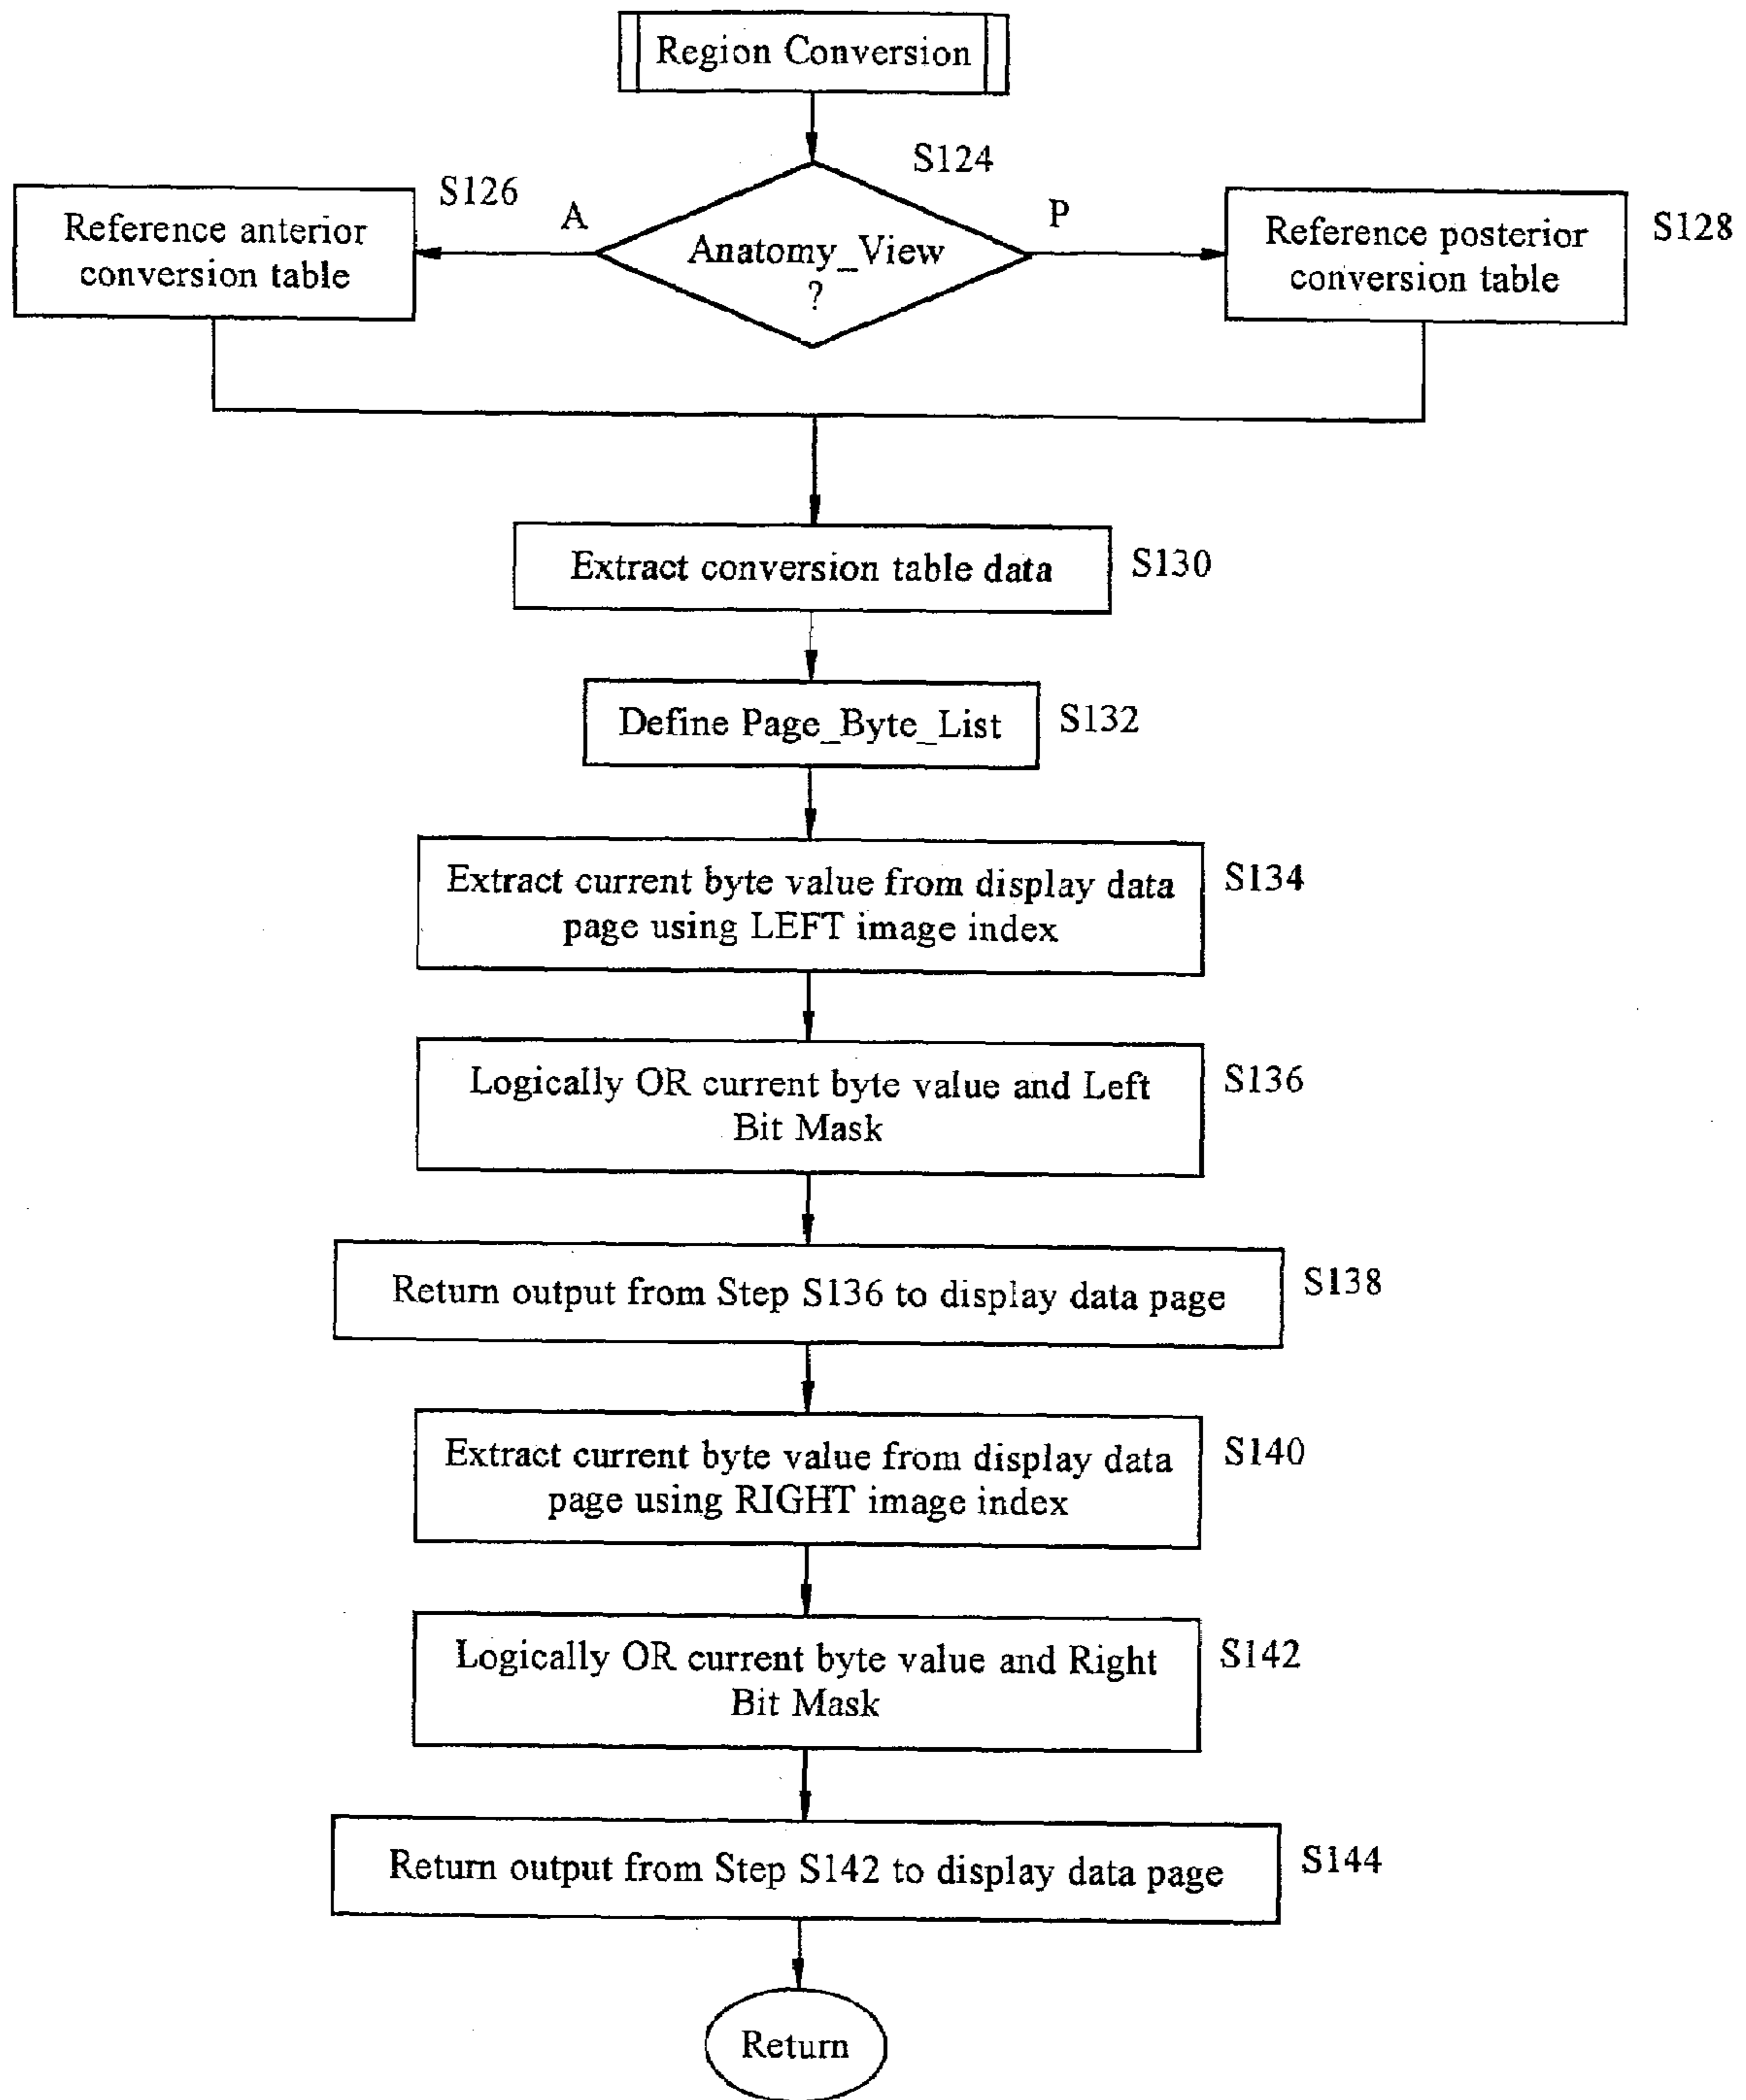 Region Conversion
S124
S126
A
P
Reference anterior
conversion table
Anatomy_View
?
Reference posterior
conversion table
S128
Extract conversion table data
S130
Define Page_Byte_List
S132
Extract current byte value from display data
page using LEFT image index
S134
Logically OR current byte value and Left
Bit Mask
S136
Return output from Step S136 to display data page
S138
Extract current byte value from display data
page using RIGHT image index
S140
Logically OR current byte value and Right
Bit Mask
S142
Return output from Step S142 to display data page
S144
Return